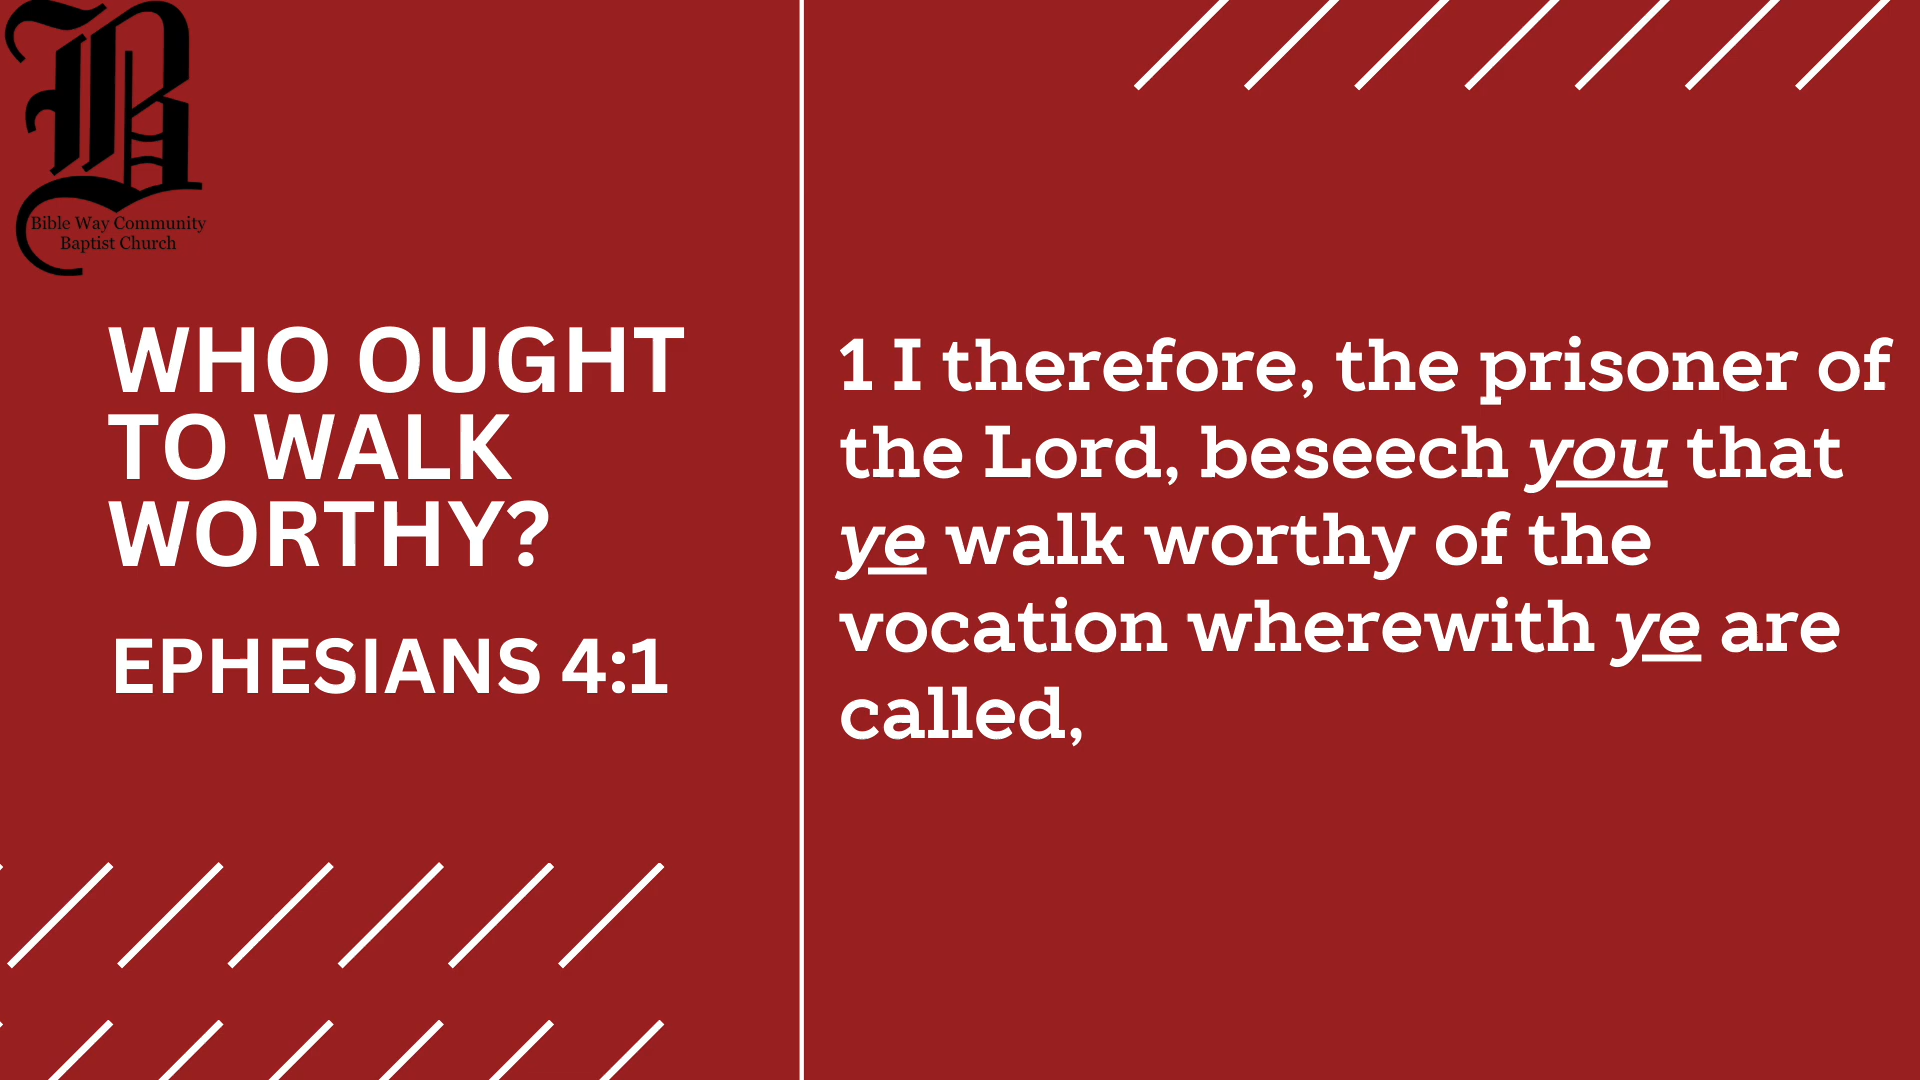 B
Bible Way Community
Baptist Church
WHO OUGHT
TO WALK
WORTHY?
EPHESIANS 4:1
1 I therefore, the prisoner of
the Lord, beseech you that
ye walk worthy of the
vocation wherewith ye are
called,